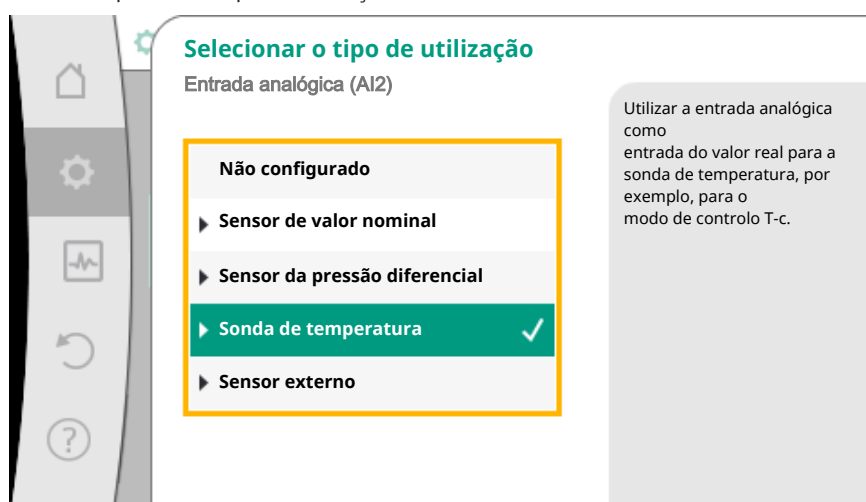 Selecionar o tipo de utilização
Entrada analógica (AI2)
Não configurado
Sensor de valor nominal
Sensor da pressão diferencial
Sonda de temperatura
Sensor externo
Utilizar a entrada analógica
como
entrada do valor real para a
sonda de temperatura, por
exemplo, para o
modo de controlo T-c.
?